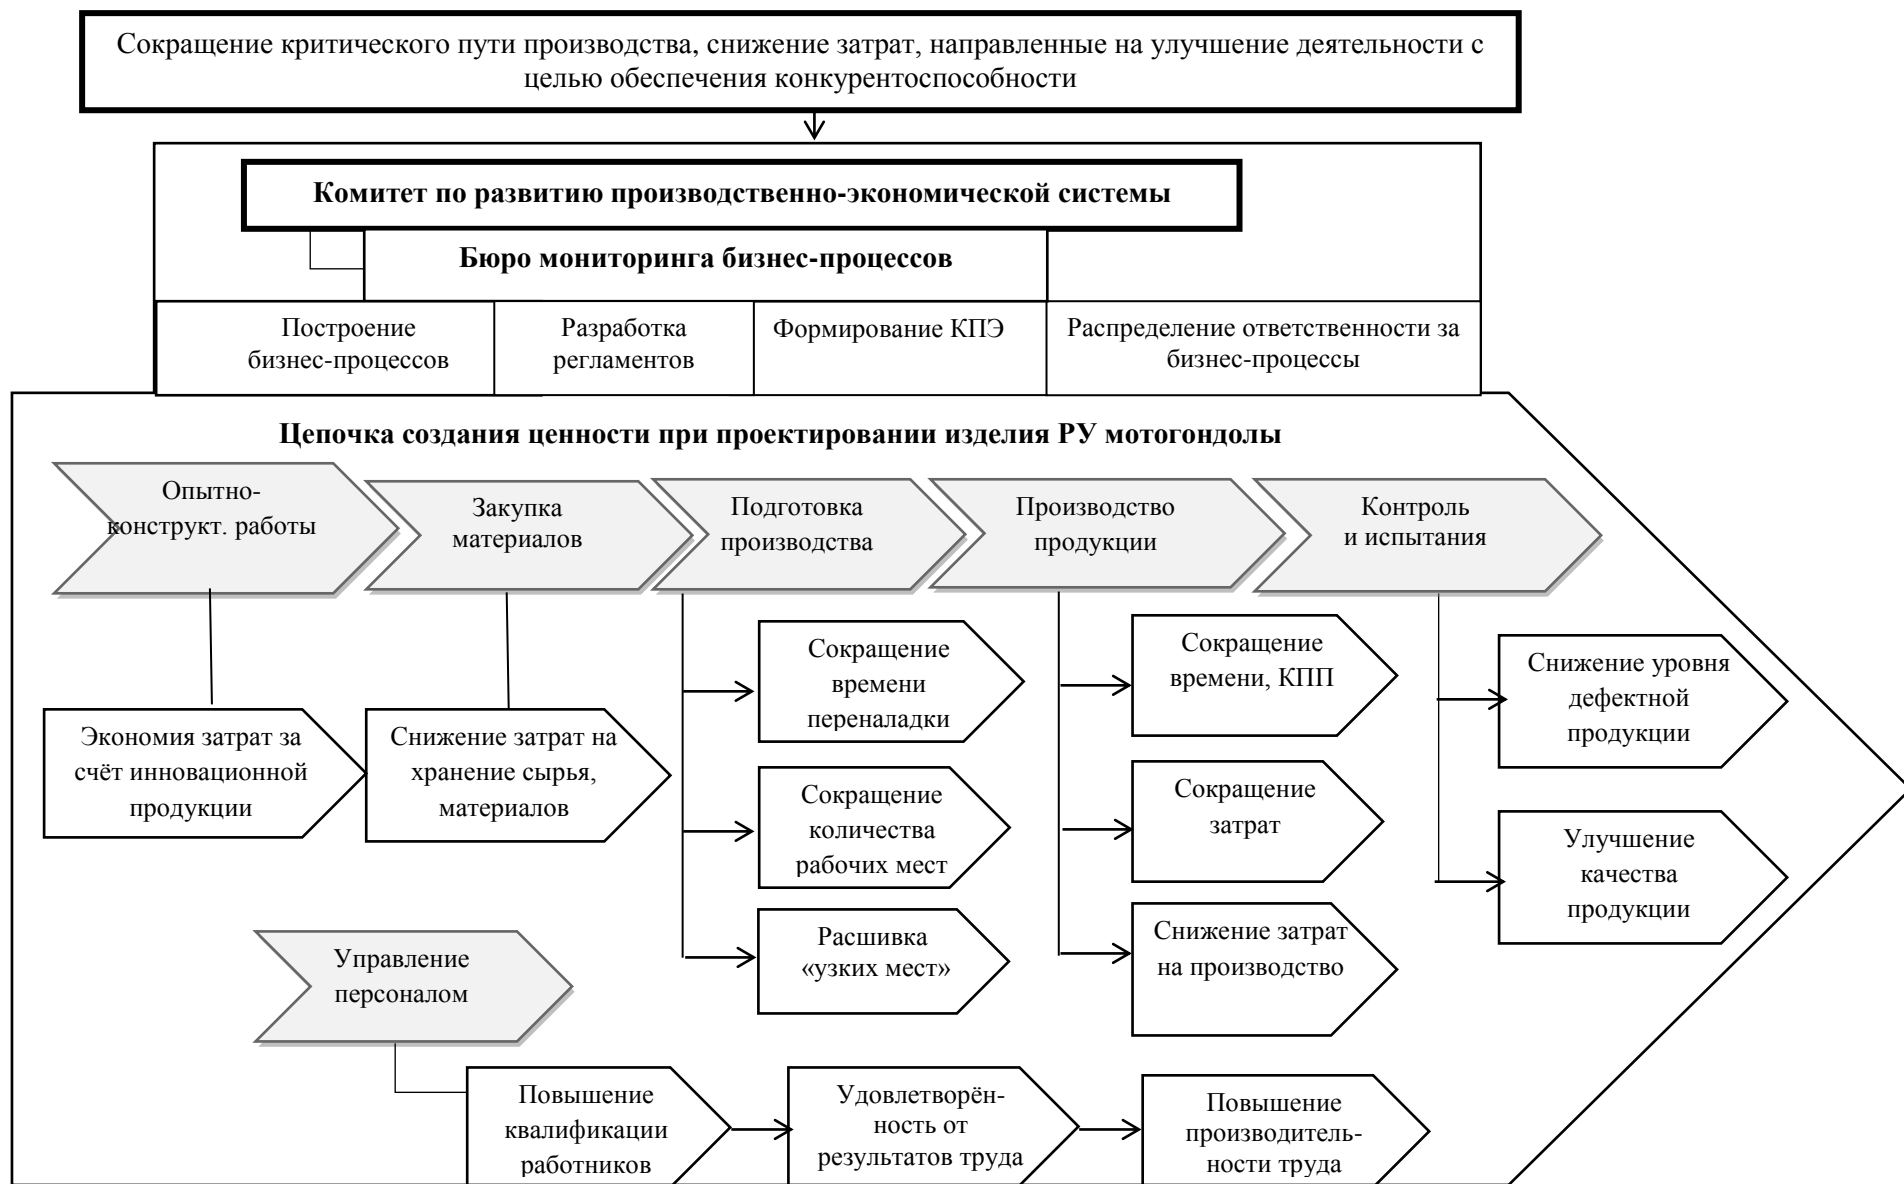 Сокращение критического пути производства, снижение затрат, направленные на улучшение деятельности с
целью обеспечения конкурентоспособности
Комитет по развитию производственно-экономической системы
Бюро мониторинга бизнес-процессов
Построение
бизнес-процессов
Разработка
регламентов
Формирование КПЭ
Распределение ответственности за
бизнес-процессы
Цепочка создания ценности при проектировании изделия РУ мотогондолы
Опытно-
конструкт. работы
Закупка
материалов
Подготовка
производства
Производство
продукции
Контроль
и испытания
Экономия затрат за
счёт инновационной
продукции
Снижение затрат на
хранение сырья,
материалов
Сокращение
времени
переналадки
Сокращение
количества
рабочих мест
Расшивка
«узких мест»
Сокращение
времени, КПП
Сокращение
затрат
Снижение затрат
на производство
Снижение уровня
дефектной
продукции
Улучшение
качества
продукции
Управление
персоналом
Повышение
квалификации
работников
Удовлетворён-
ность от
результатов труда
Повышение
производитель-
ности труда